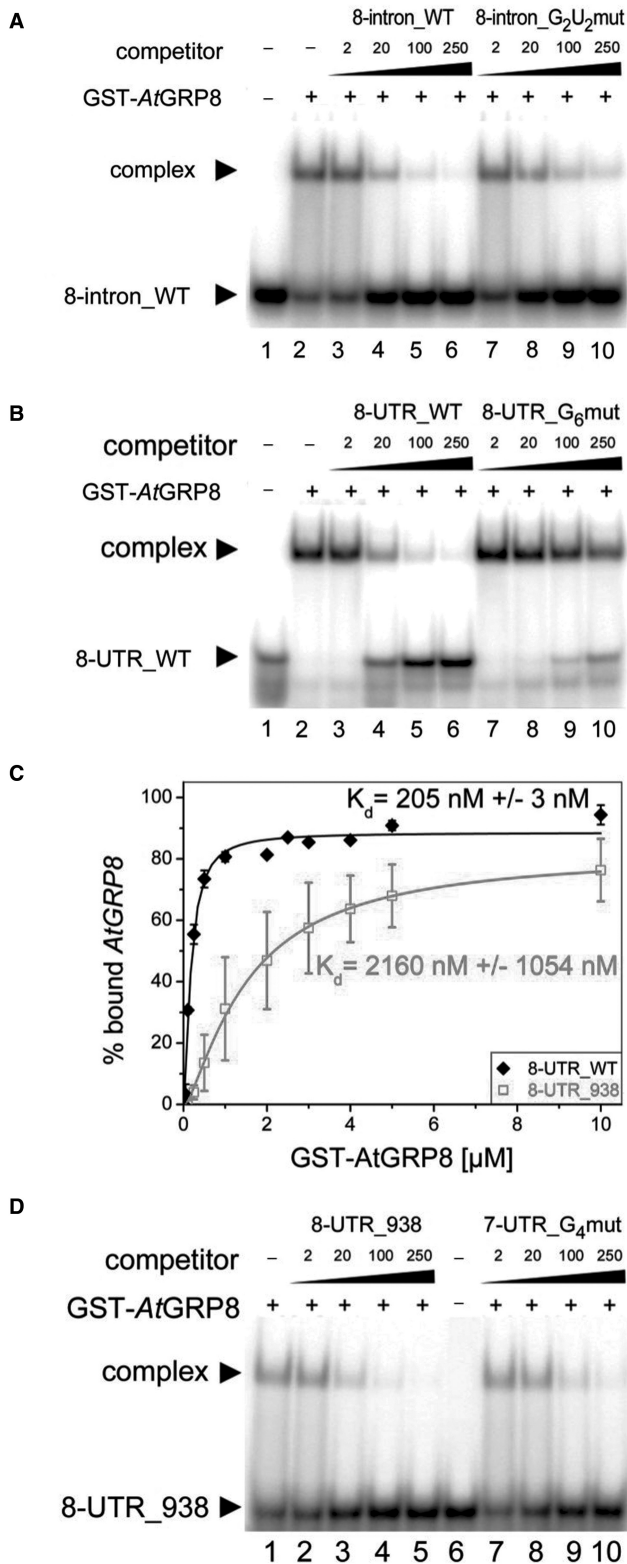 A
8-intron_WT 8-intron_G2U2mut
competitor – – 2 20 100 250 2 20 100 250
GST-AtGRP8 – + + + + + + + + +
complex
8-intron_WT
1 2 3 4 5 6 7 8 9 10
B
8-UTR_WT 8-UTR_G6mut
competitor – – 2 20 100 250 2 20 100 250
GST-AtGRP8 – + + + + + + + + +
complex
8-UTR_WT
1 2 3 4 5 6 7 8 9 10
C
% bound AtGRP8
100
80
60
40
20
0
Kd= 205 nM +/- 3 nM
Kd= 2160 nM +/- 1054 nM
8-UTR_WT
8-UTR_938
0 2 4 6 8 10
GST-AtGRP8 [µM]
D
8-UTR_938 7-UTR_G4mut
competitor – 2 20 100 250 – 2 20 100 250
GST-AtGRP8 + + + + + – + + + +
complex
8-UTR_938
1 2 3 4 5 6 7 8 9 10